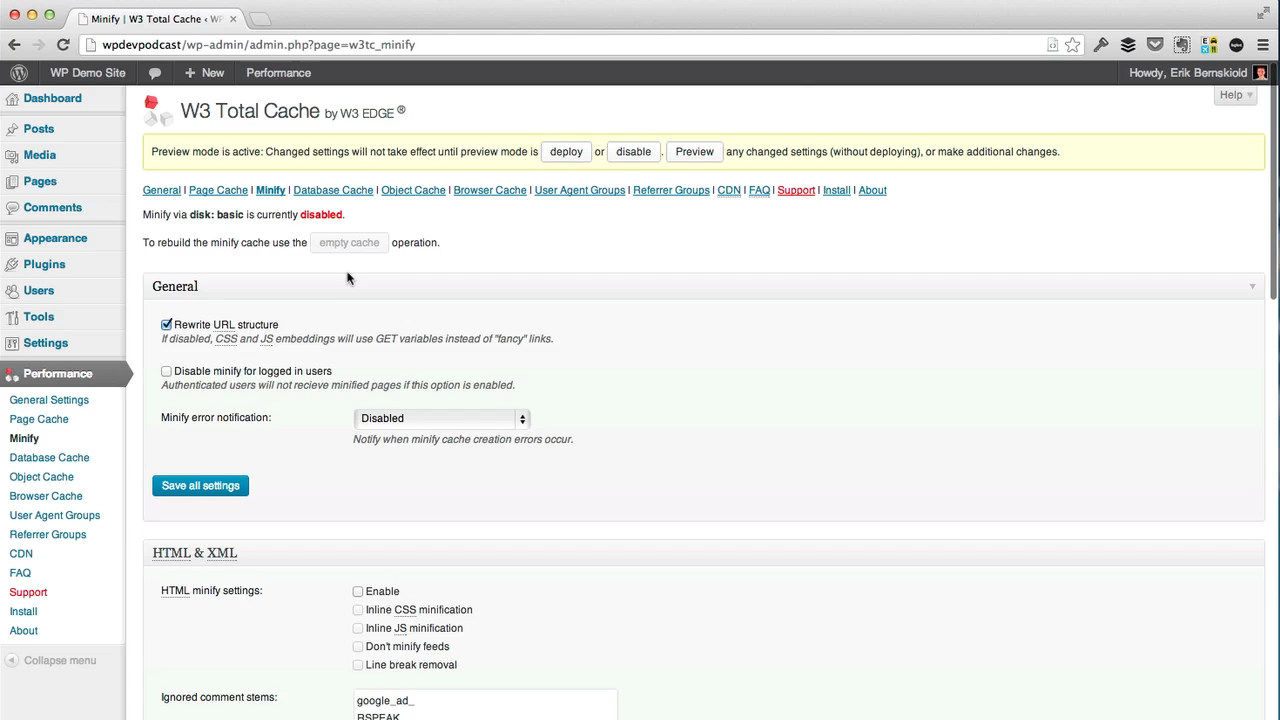 Minify | W3 Total Cache ‹ WP
wpdevpodcast/wp-admin/admin.php?page=w3tc_minify
WP Demo Site + New Performance Howdy, Erik Bernskiold
Help
Dashboard
Posts
Media
Pages
Comments
Appearance
Plugins
Users
Tools
Settings
Performance
General Settings
Page Cache
Minify
Database Cache
Object Cache
Browser Cache
User Agent Groups
Referrer Groups
CDN
FAQ
Support
Install
About
Collapse menu
W3 Total Cache by W3 EDGE ®
Preview mode is active: Changed settings will not take effect until preview mode is deploy or disable . Preview any changed settings (without deploying), or make additional changes.
General | Page Cache | Minify | Database Cache | Object Cache | Browser Cache | User Agent Groups | Referrer Groups | CDN | FAQ | Support | Install | About
Minify via disk: basic is currently disabled.
To rebuild the minify cache use the empty cache operation.
General
Rewrite URL structure
If disabled, CSS and JS embeddings will use GET variables instead of "fancy" links.
Disable minify for logged in users
Authenticated users will not recieve minified pages if this option is enabled.
Minify error notification: Disabled
Notify when minify cache creation errors occur.
Save all settings
HTML & XML
HTML minify settings: Enable
Inline CSS minification
Inline JS minification
Don't minify feeds
Line break removal
Ignored comment stems: google_ad_
RSPEAK